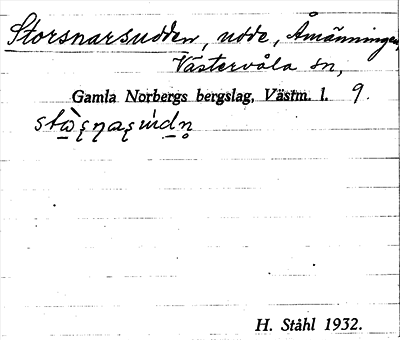 Storsnarsudden, udde, Åmänningen,
Västervåla sn,
Gamla Norbergs bergslag, Västm. l. 9.
H. Ståhl 1932.